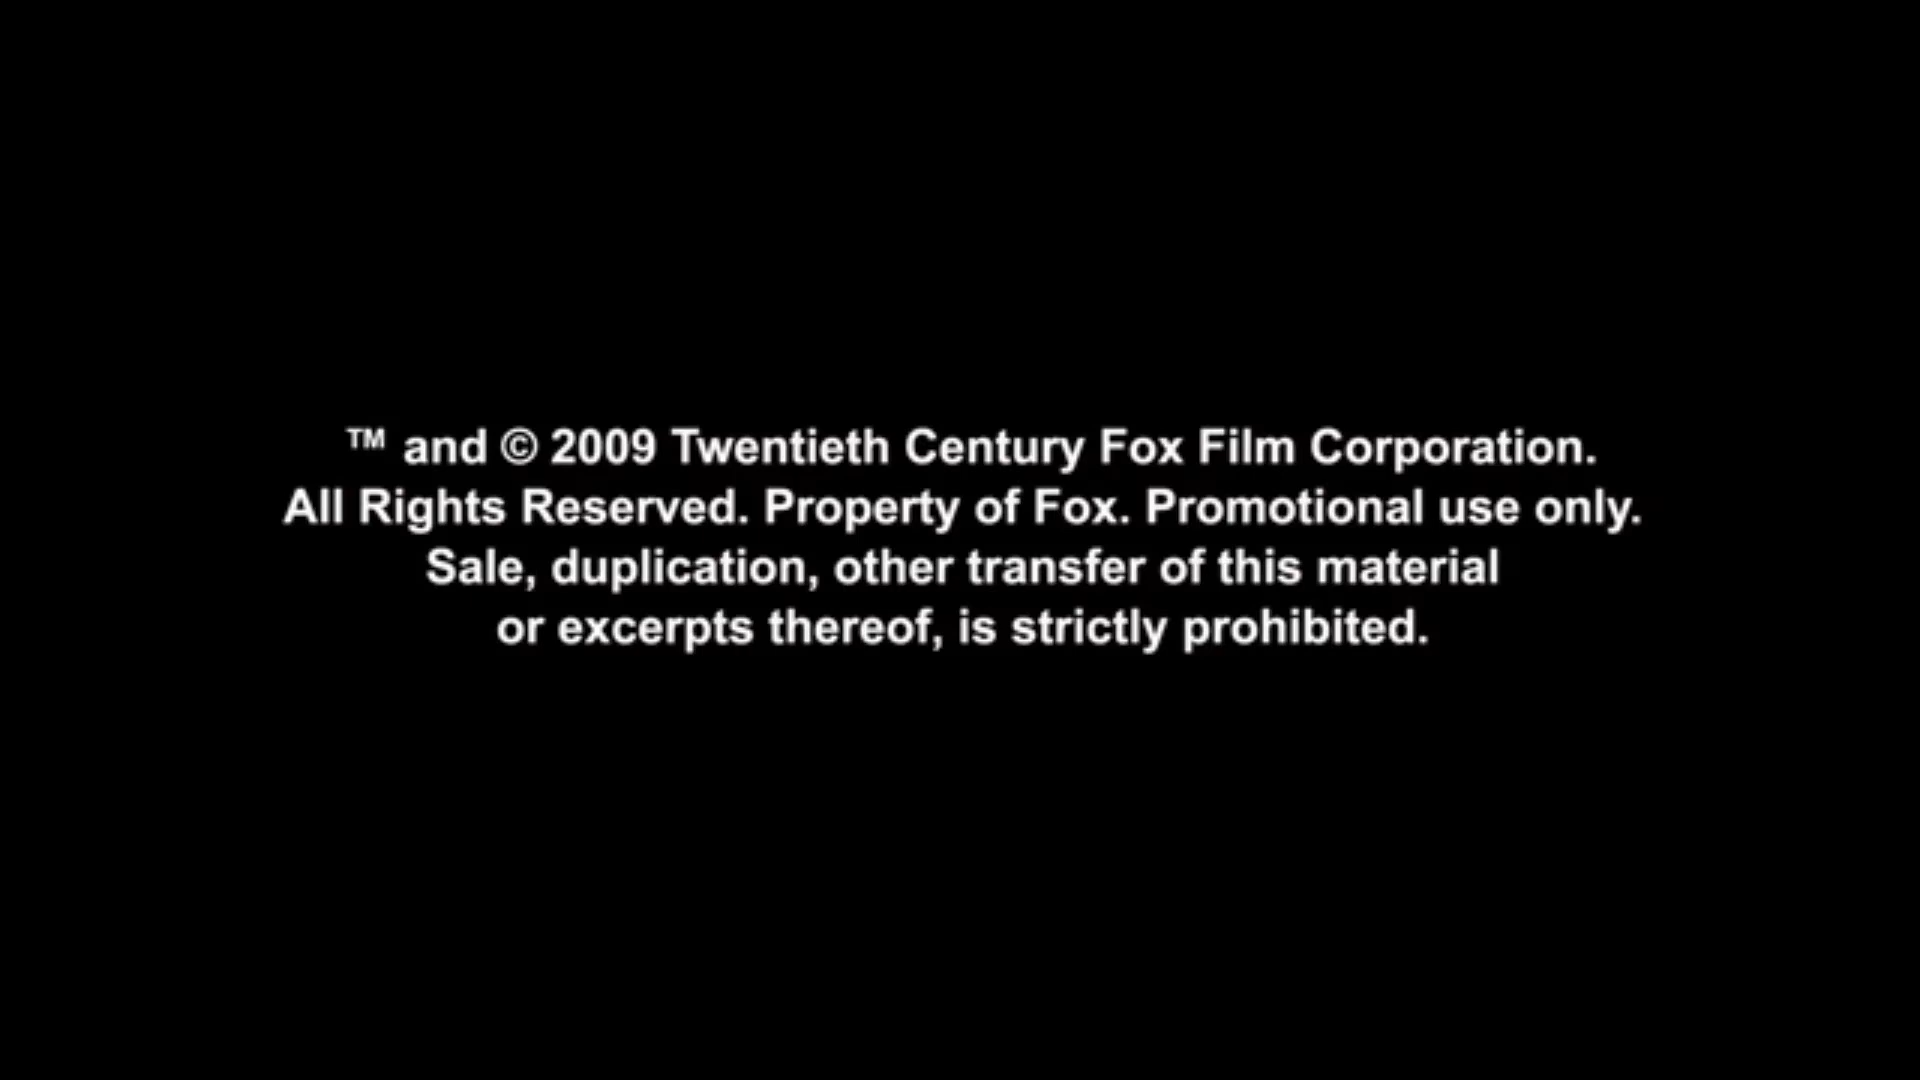 ™ and © 2009 Twentieth Century Fox Film Corporation.
All Rights Reserved. Property of Fox. Promotional use only.
Sale, duplication, other transfer of this material
or excerpts thereof, is strictly prohibited.